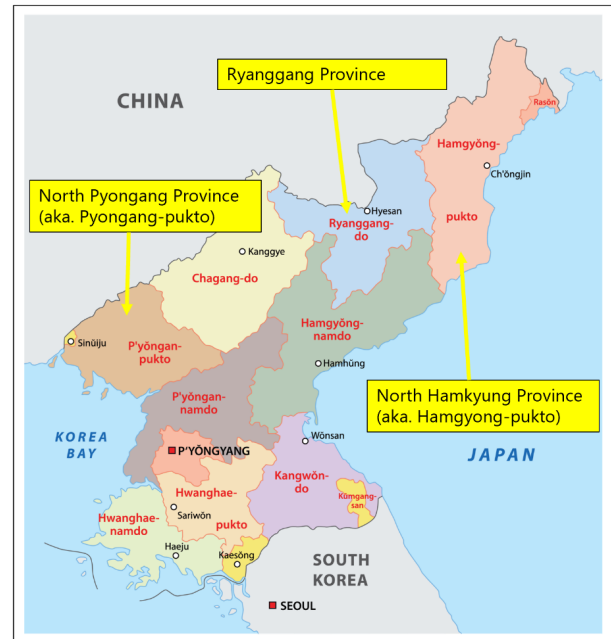 Ryanggang Province
CHINA
Rasŏn
Hamgyŏng-
pukto
Ch'ŏngjin
North Pyongang Province
(aka. Pyongang-pukto)
Hyesan
Ryanggang-
do
Kanggye
Chagang-do
Hamgyŏng-
namdo
Sinŭiju
P'yŏngan-
pukto
Hamhŭng
North Hamkyung Province
(aka. Hamgyong-pukto)
P'yŏngan-
namdo
KOREA
BAY
P'YŎNGYANG
Wŏnsan
JAPAN
Kangwŏn-
do
Kŭmgang-
san
Hwanghae-
pukto
Sariwŏn
Hwanghae-
namdo
Haeju
Kaesŏng
SOUTH
KOREA
SEOUL